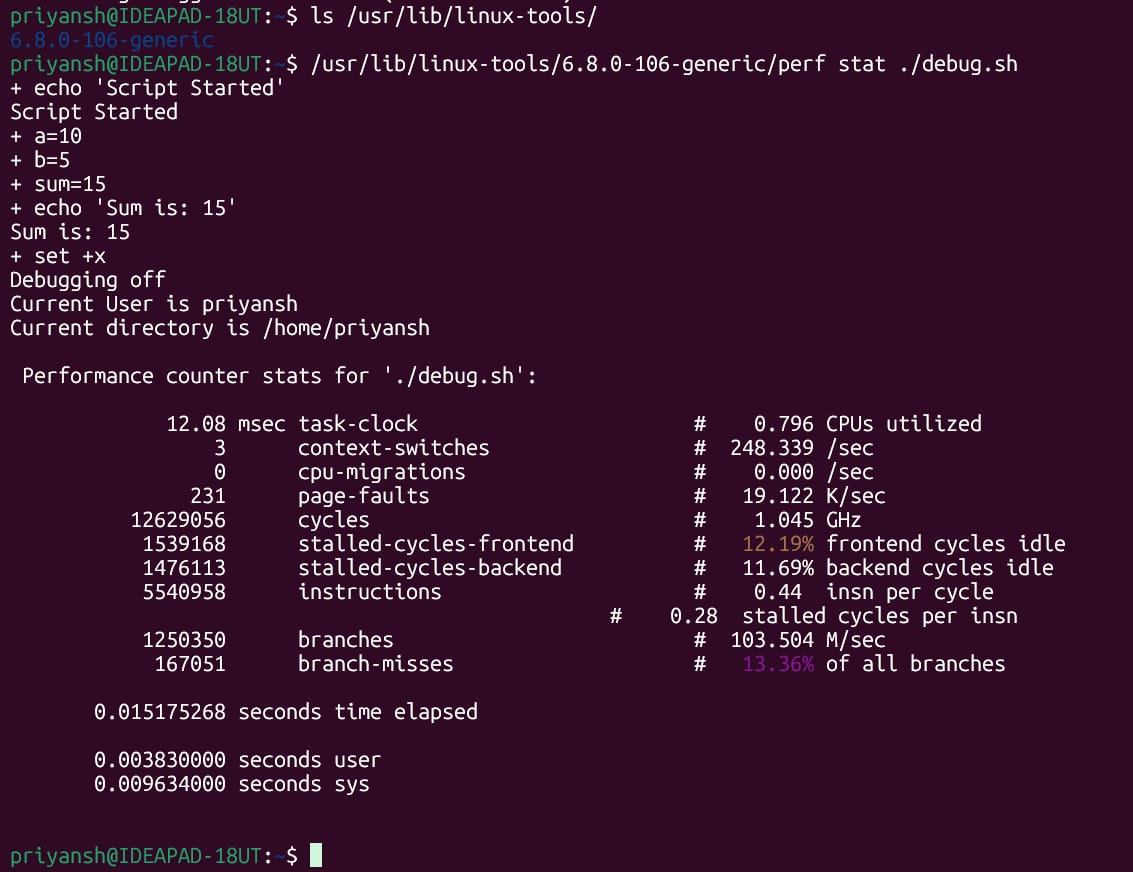 priyansh@IDEAPAD-18UT:~$ ls /usr/lib/linux-tools/
6.8.0-106-generic
priyansh@IDEAPAD-18UT:~$ /usr/lib/linux-tools/6.8.0-106-generic/perf stat ./debug.sh
+ echo 'Script Started'
Script Started
+ a=10
+ b=5
+ sum=15
+ echo 'Sum is: 15'
Sum is: 15
+ set +x
Debugging off
Current User is priyansh
Current directory is /home/priyansh
Performance counter stats for './debug.sh':
12.08 msec task-clock # 0.796 CPUs utilized
3 context-switches # 248.339 /sec
0 cpu-migrations # 0.000 /sec
231 page-faults # 19.122 K/sec
12629056 cycles # 1.045 GHz
1539168 stalled-cycles-frontend # 12.19% frontend cycles idle
1476113 stalled-cycles-backend # 11.69% backend cycles idle
5540958 instructions # 0.44 insn per cycle
# 0.28 stalled cycles per insn
1250350 branches # 103.504 M/sec
167051 branch-misses # 13.36% of all branches
0.015175268 seconds time elapsed
0.003830000 seconds user
0.009634000 seconds sys
priyansh@IDEAPAD-18UT:~$